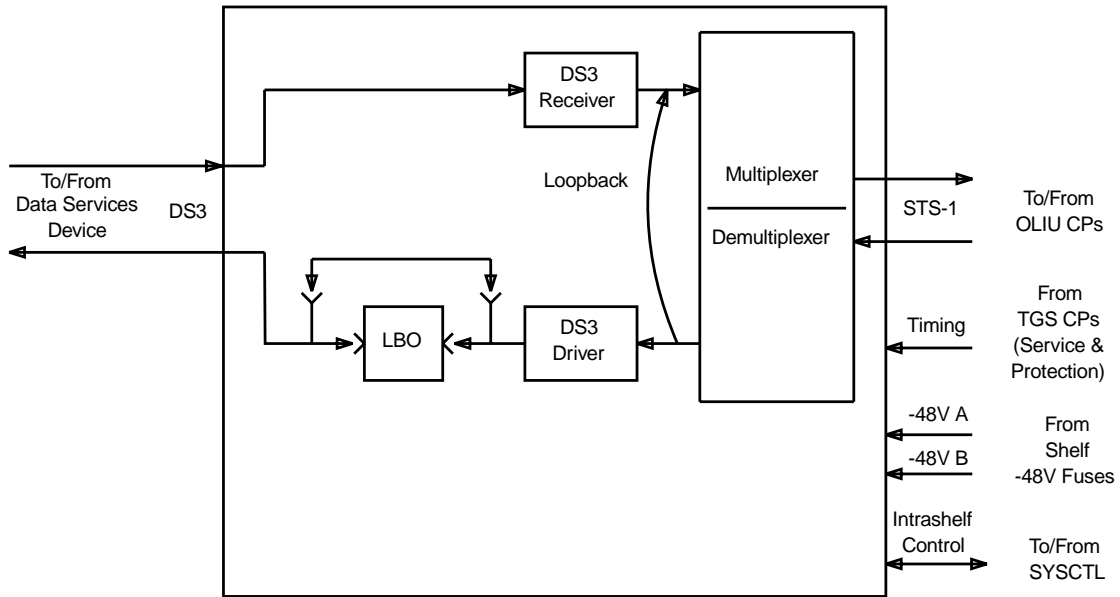 DS3
Receiver
To/From
Data Services
Device
DS3
Loopback
Multiplexer
Demultiplexer
STS-1
To/From
OLIU CPs
LBO
DS3
Driver
Timing
From
TGS CPs
(Service &
Protection)
-48V A
-48V B
From
Shelf
-48V Fuses
Intrashelf
Control
To/From
SYSCTL